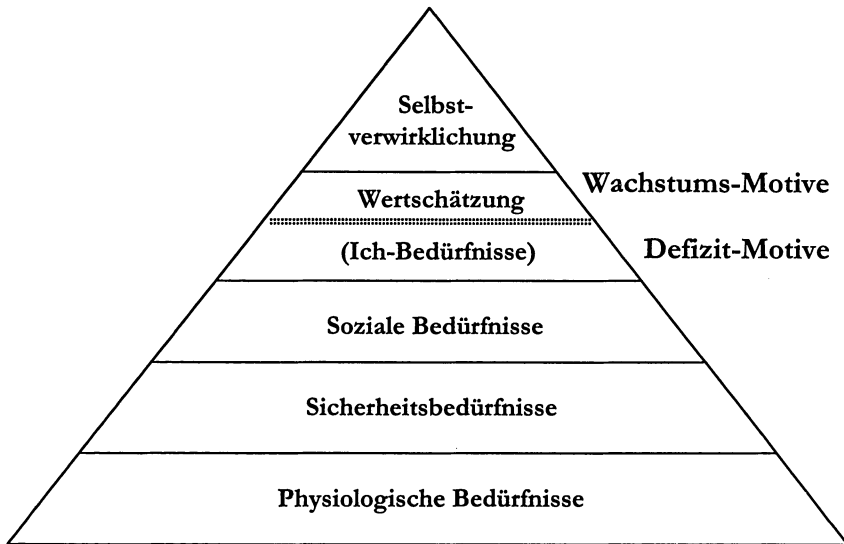 Selbst-
verwirklichung
Wachstums-Motive
Wertschätzung
(Ich-Bedürfnisse)
Defizit-Motive
Soziale Bedürfnisse
Sicherheitsbedürfnisse
Physiologische Bedürfnisse